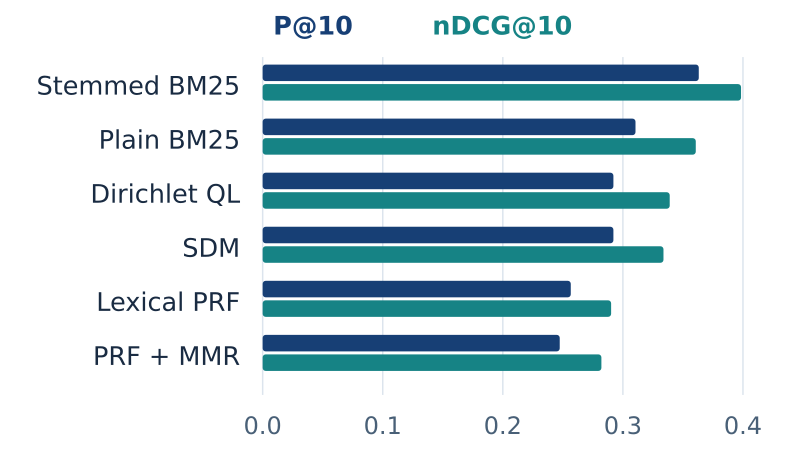 P@10 nDCG@10
Stemmed BM25
Plain BM25
Dirichlet QL
SDM
Lexical PRF
PRF + MMR
0.0 0.1 0.2 0.3 0.4